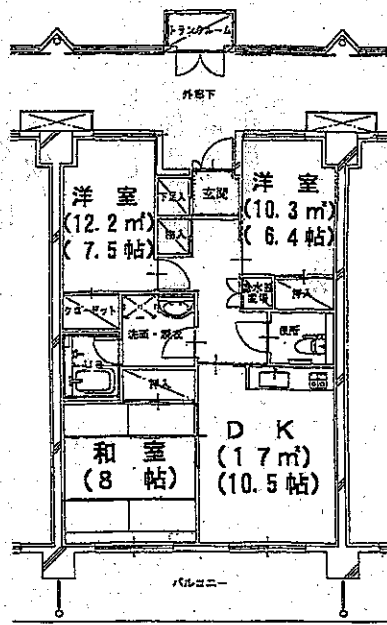 トランクルーム
外廊下
洋室
(12.2㎡)
(7.5帖)
下足入
玄関
物入
洋室
(10.3㎡)
(6.4帖)
押入
クローゼット
洗面・脱衣
便所
押入
和室
(8 帖)
DK
(17㎡)
(10.5帖)
バルコニー